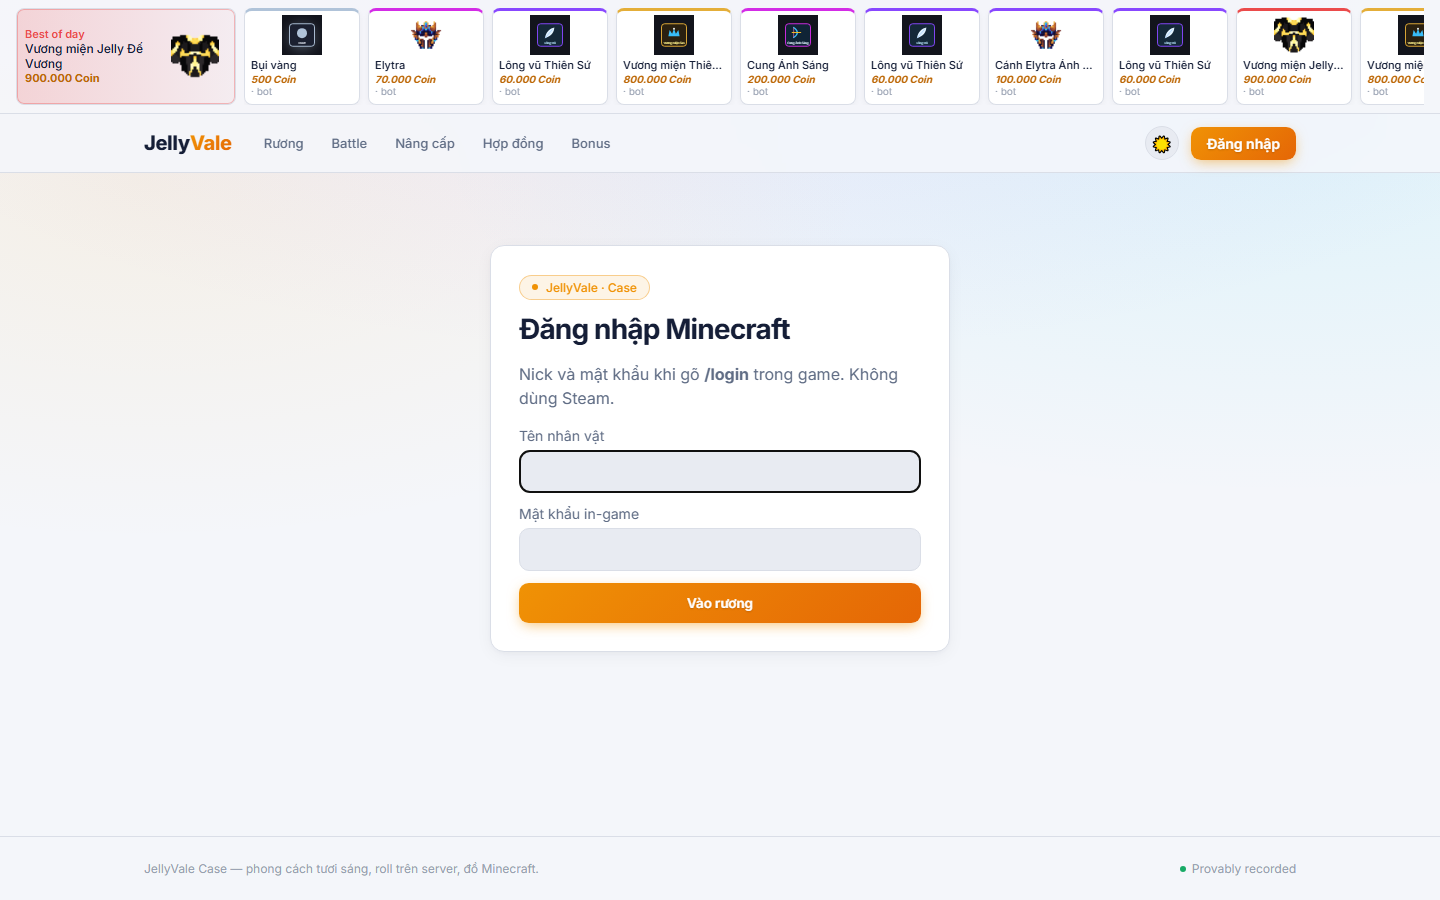 Best of day
Vương miện Jelly Đế
Vương
900.000 Coin
Bụi vàng
500 Coin
· bot
Elytra
70.000 Coin
· bot
Lông vũ Thiên Sứ
60.000 Coin
· bot
Vương miện Thiê...
800.000 Coin
· bot
Cung Ánh Sáng
200.000 Coin
· bot
Lông vũ Thiên Sứ
60.000 Coin
· bot
Cánh Elytra Ánh ...
100.000 Coin
· bot
Lông vũ Thiên Sứ
60.000 Coin
· bot
Vương miện Jelly...
900.000 Coin
· bot
Vương miệ
800.000 Co
· bot
JellyVale
Rương
Battle
Nâng cấp
Hợp đồng
Bonus
Đăng nhập
JellyVale · Case
Đăng nhập Minecraft
Nick và mật khẩu khi gõ /login trong game. Không
dùng Steam.
Tên nhân vật
Mật khẩu in-game
Vào rương
JellyVale Case — phong cách tươi sáng, roll trên server, đồ Minecraft.
Provably recorded